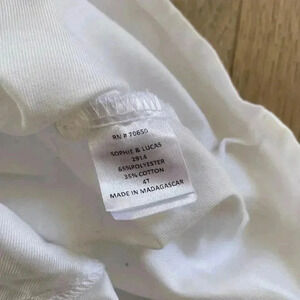 RN # 70650
SOPHIE & LUCAS
2914
65%POLYESTER
35% COTTON
4T
MADE IN MADAGASCAR